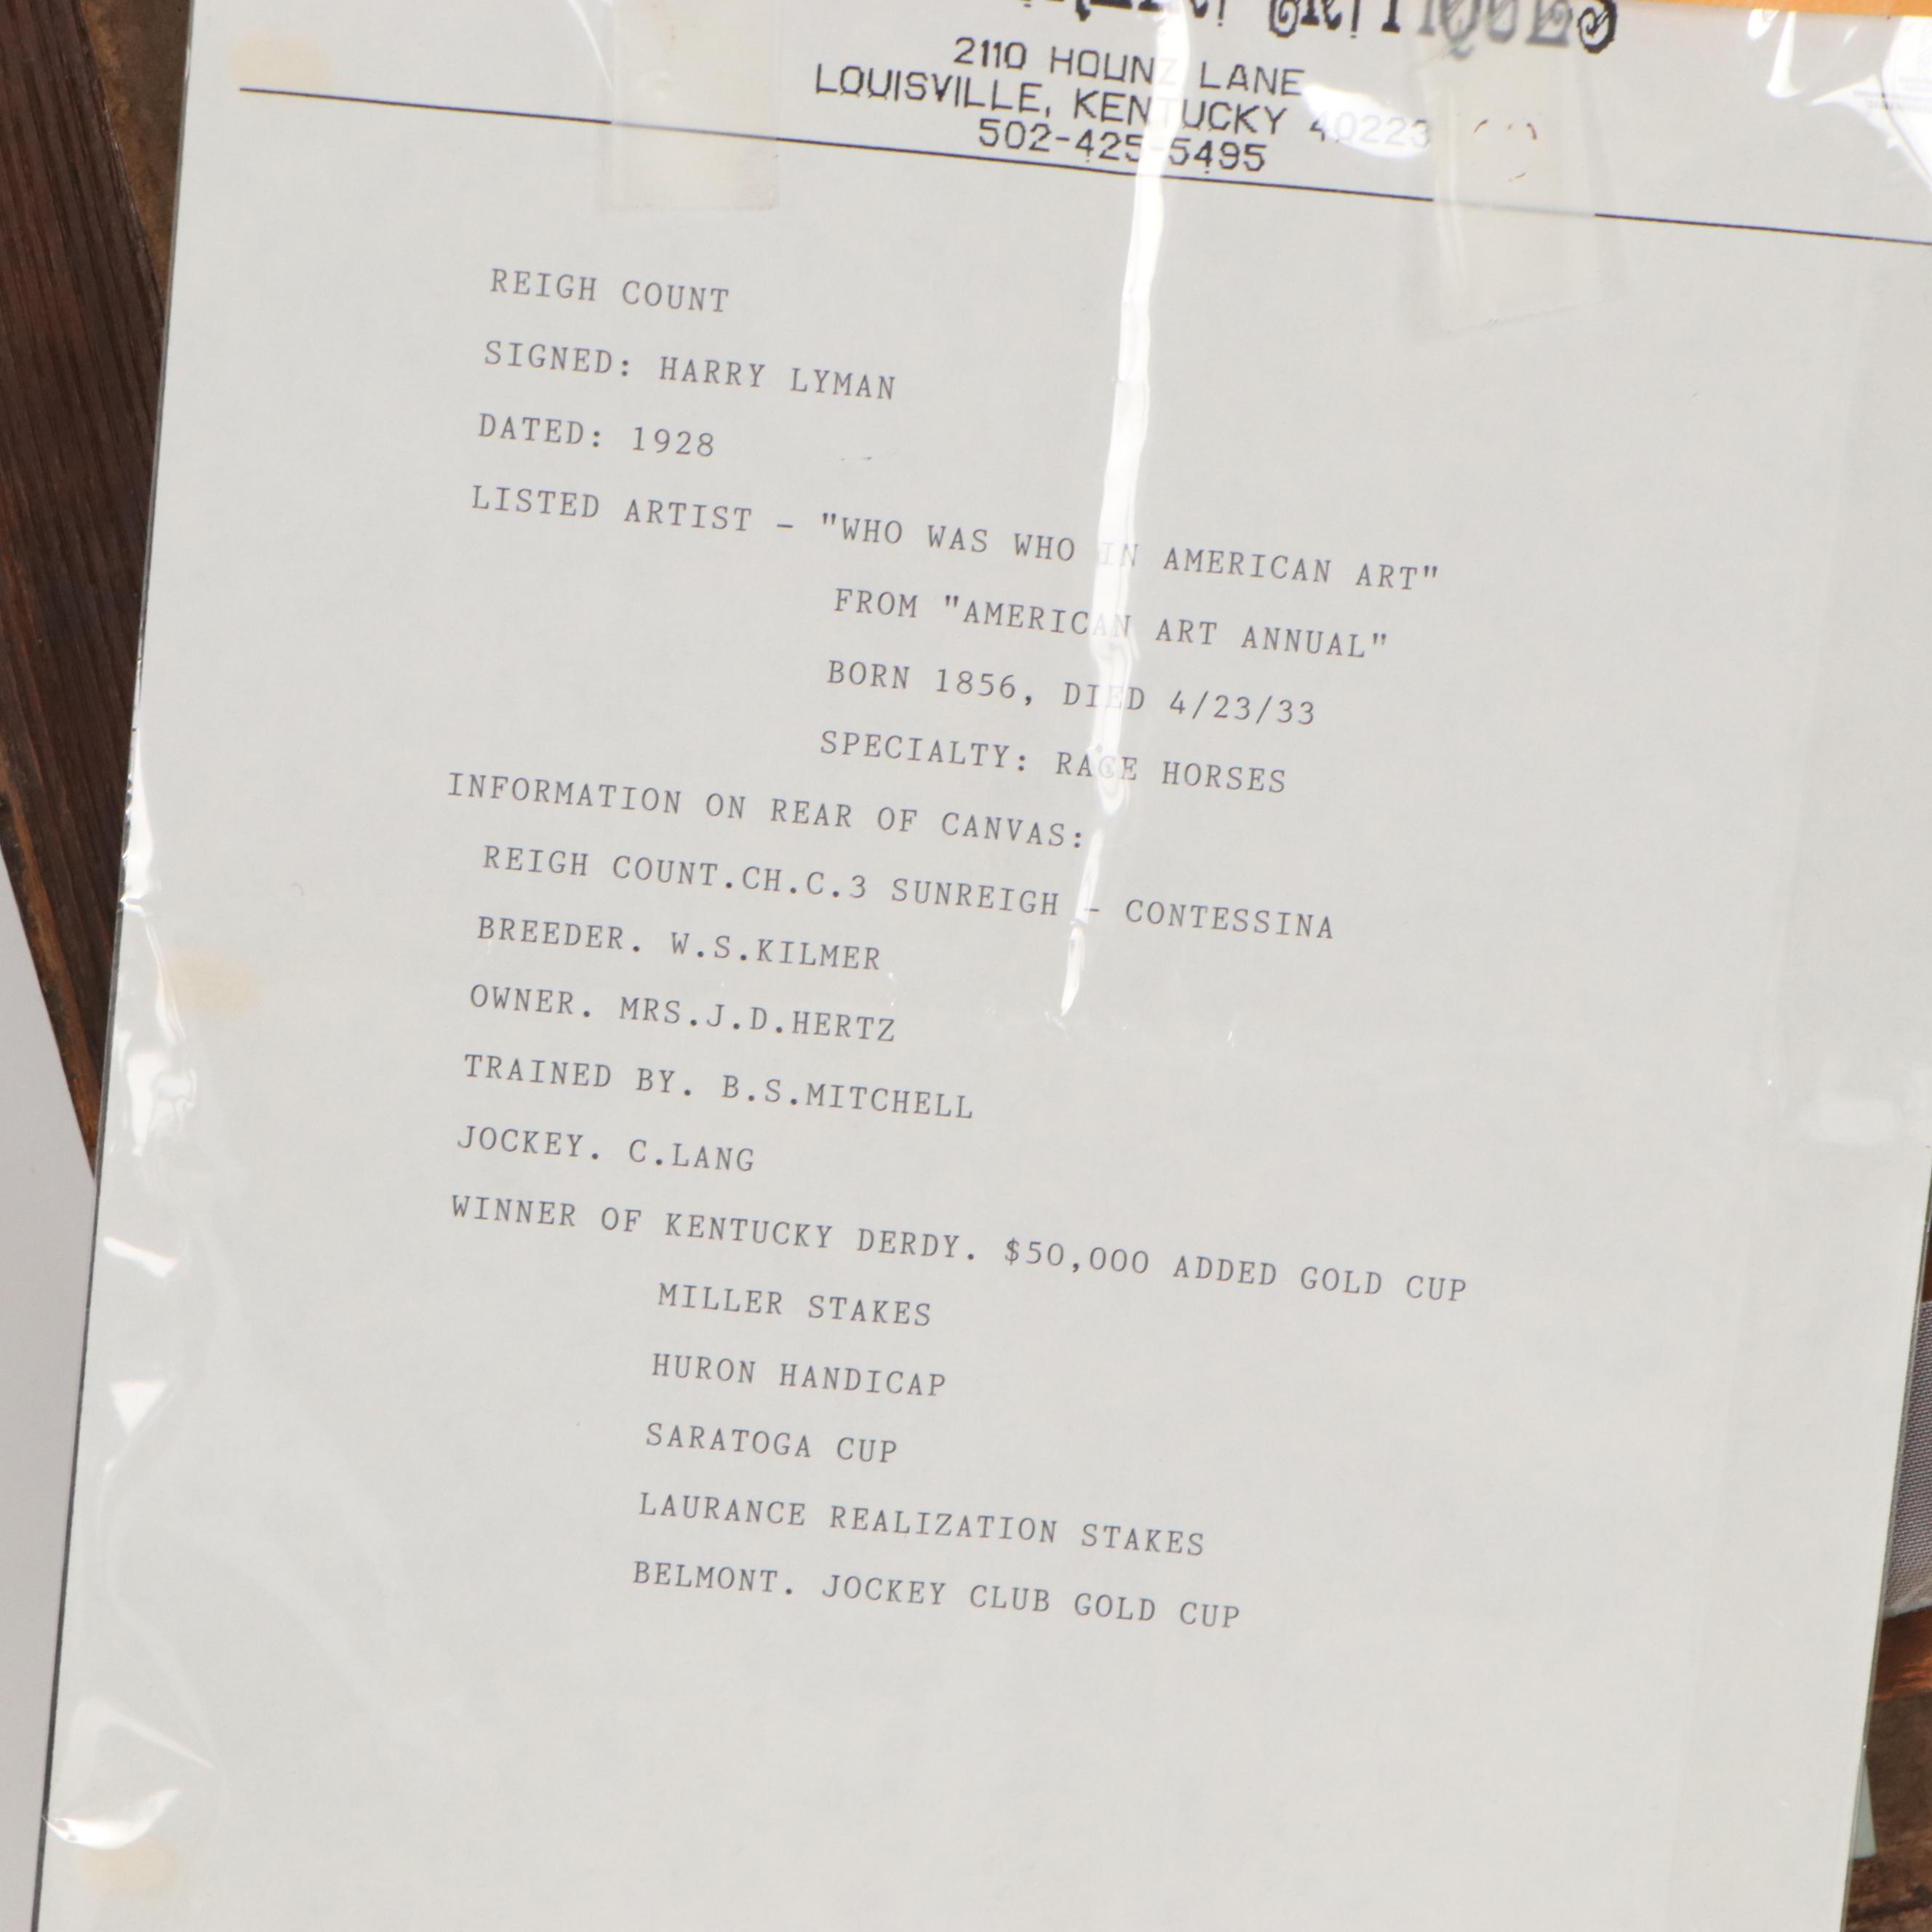 2110 HOUNZ LANE
LOUISVILLE, KENTUCKY 40223
502-425-5495
REIGH COUNT
SIGNED: HARRY LYMAN
DATED: 1928
LISTED ARTIST - "WHO WAS WHO IN AMERICAN ART"
FROM "AMERICAN ART ANNUAL"
BORN 1856, DIED 4/23/33
SPECIALTY: RACE HORSES
INFORMATION ON REAR OF CANVAS:
REIGH COUNT.CH.C.3 SUNREIGH - CONTESSINA
BREEDER. W.S.KILMER
OWNER. MRS.J.D.HERTZ
TRAINED BY. B.S.MITCHELL
JOCKEY. C.LANG
WINNER OF KENTUCKY DERDY. $50,000 ADDED GOLD CUP
MILLER STAKES
HURON HANDICAP
SARATOGA CUP
LAURANCE REALIZATION STAKES
BELMONT. JOCKEY CLUB GOLD CUP